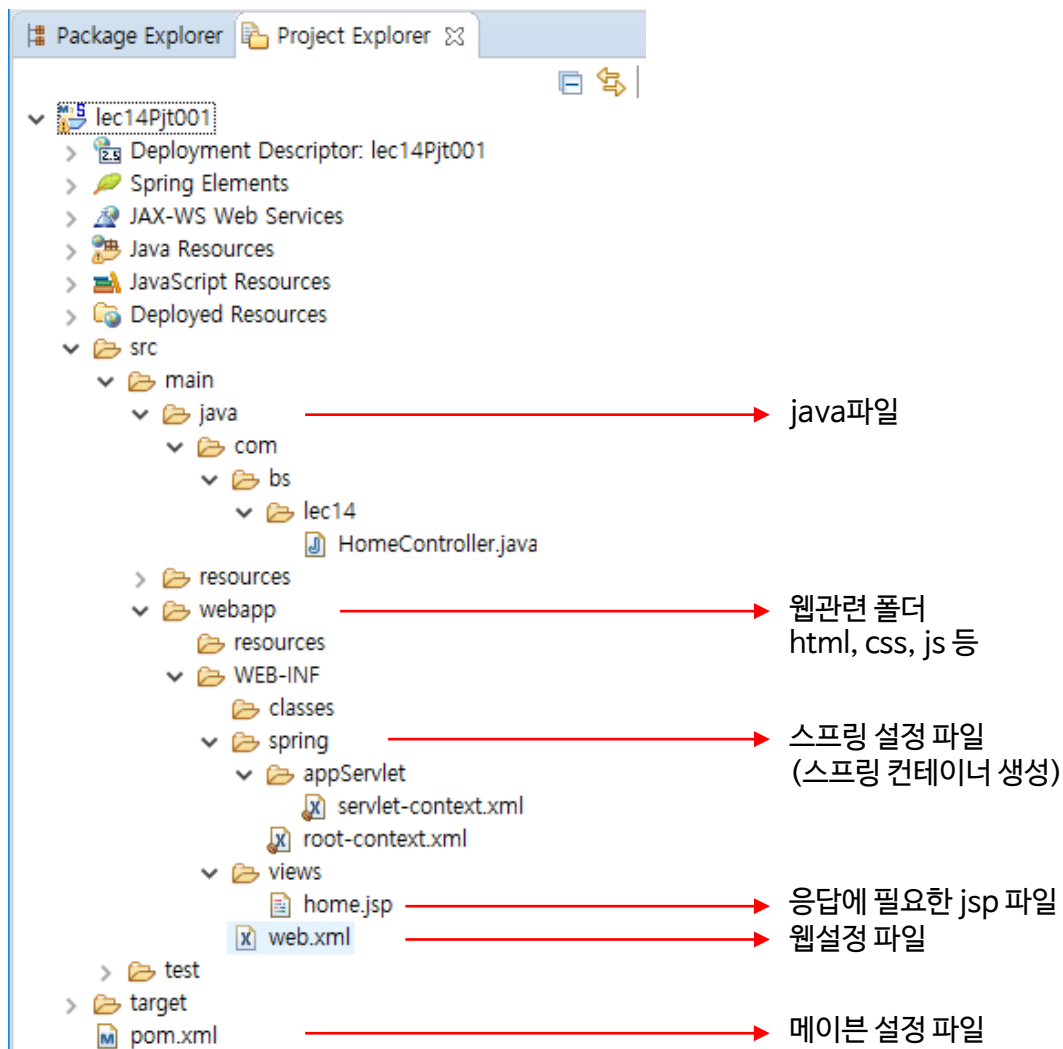 Package Explorer Project Explorer
lec14Pjt001
Deployment Descriptor: lec14Pjt001
Spring Elements
JAX-WS Web Services
Java Resources
JavaScript Resources
Deployed Resources
src
main
java
java파일
com
bs
lec14
HomeController.java
resources
webapp
웹관련 폴더
html, css, js 등
resources
WEB-INF
classes
spring
스프링 설정 파일
(스프링 컨테이너 생성)
appServlet
servlet-context.xml
root-context.xml
views
home.jsp
응답에 필요한 jsp 파일
web.xml
웹설정 파일
test
target
pom.xml
메이븐 설정 파일